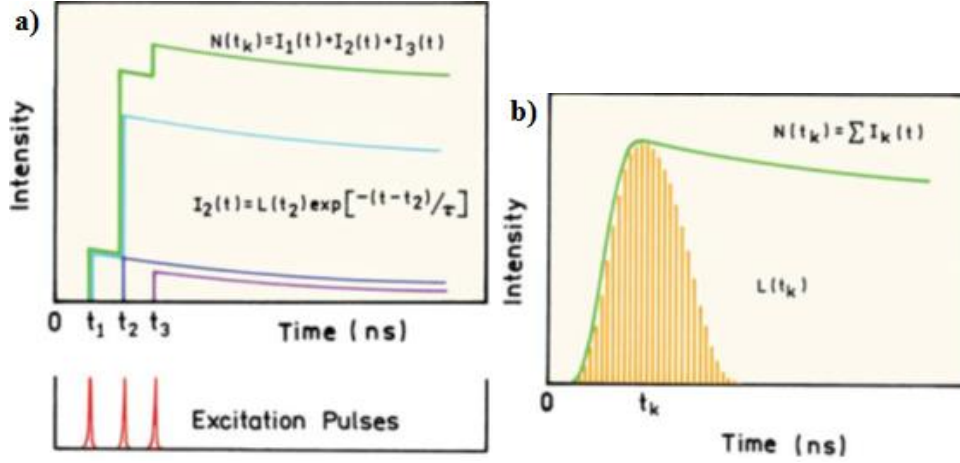 a)
N(tk)=I1(t)+I2(t)+I3(t)
Intensity
I2(t)=L(t2)exp[-(t-t2)/τ]
0 t1 t2 t3 Time (ns)
Excitation Pulses
b)
N(tk)=∑ Ik(t)
Intensity
L(tk)
0 tk
Time (ns)